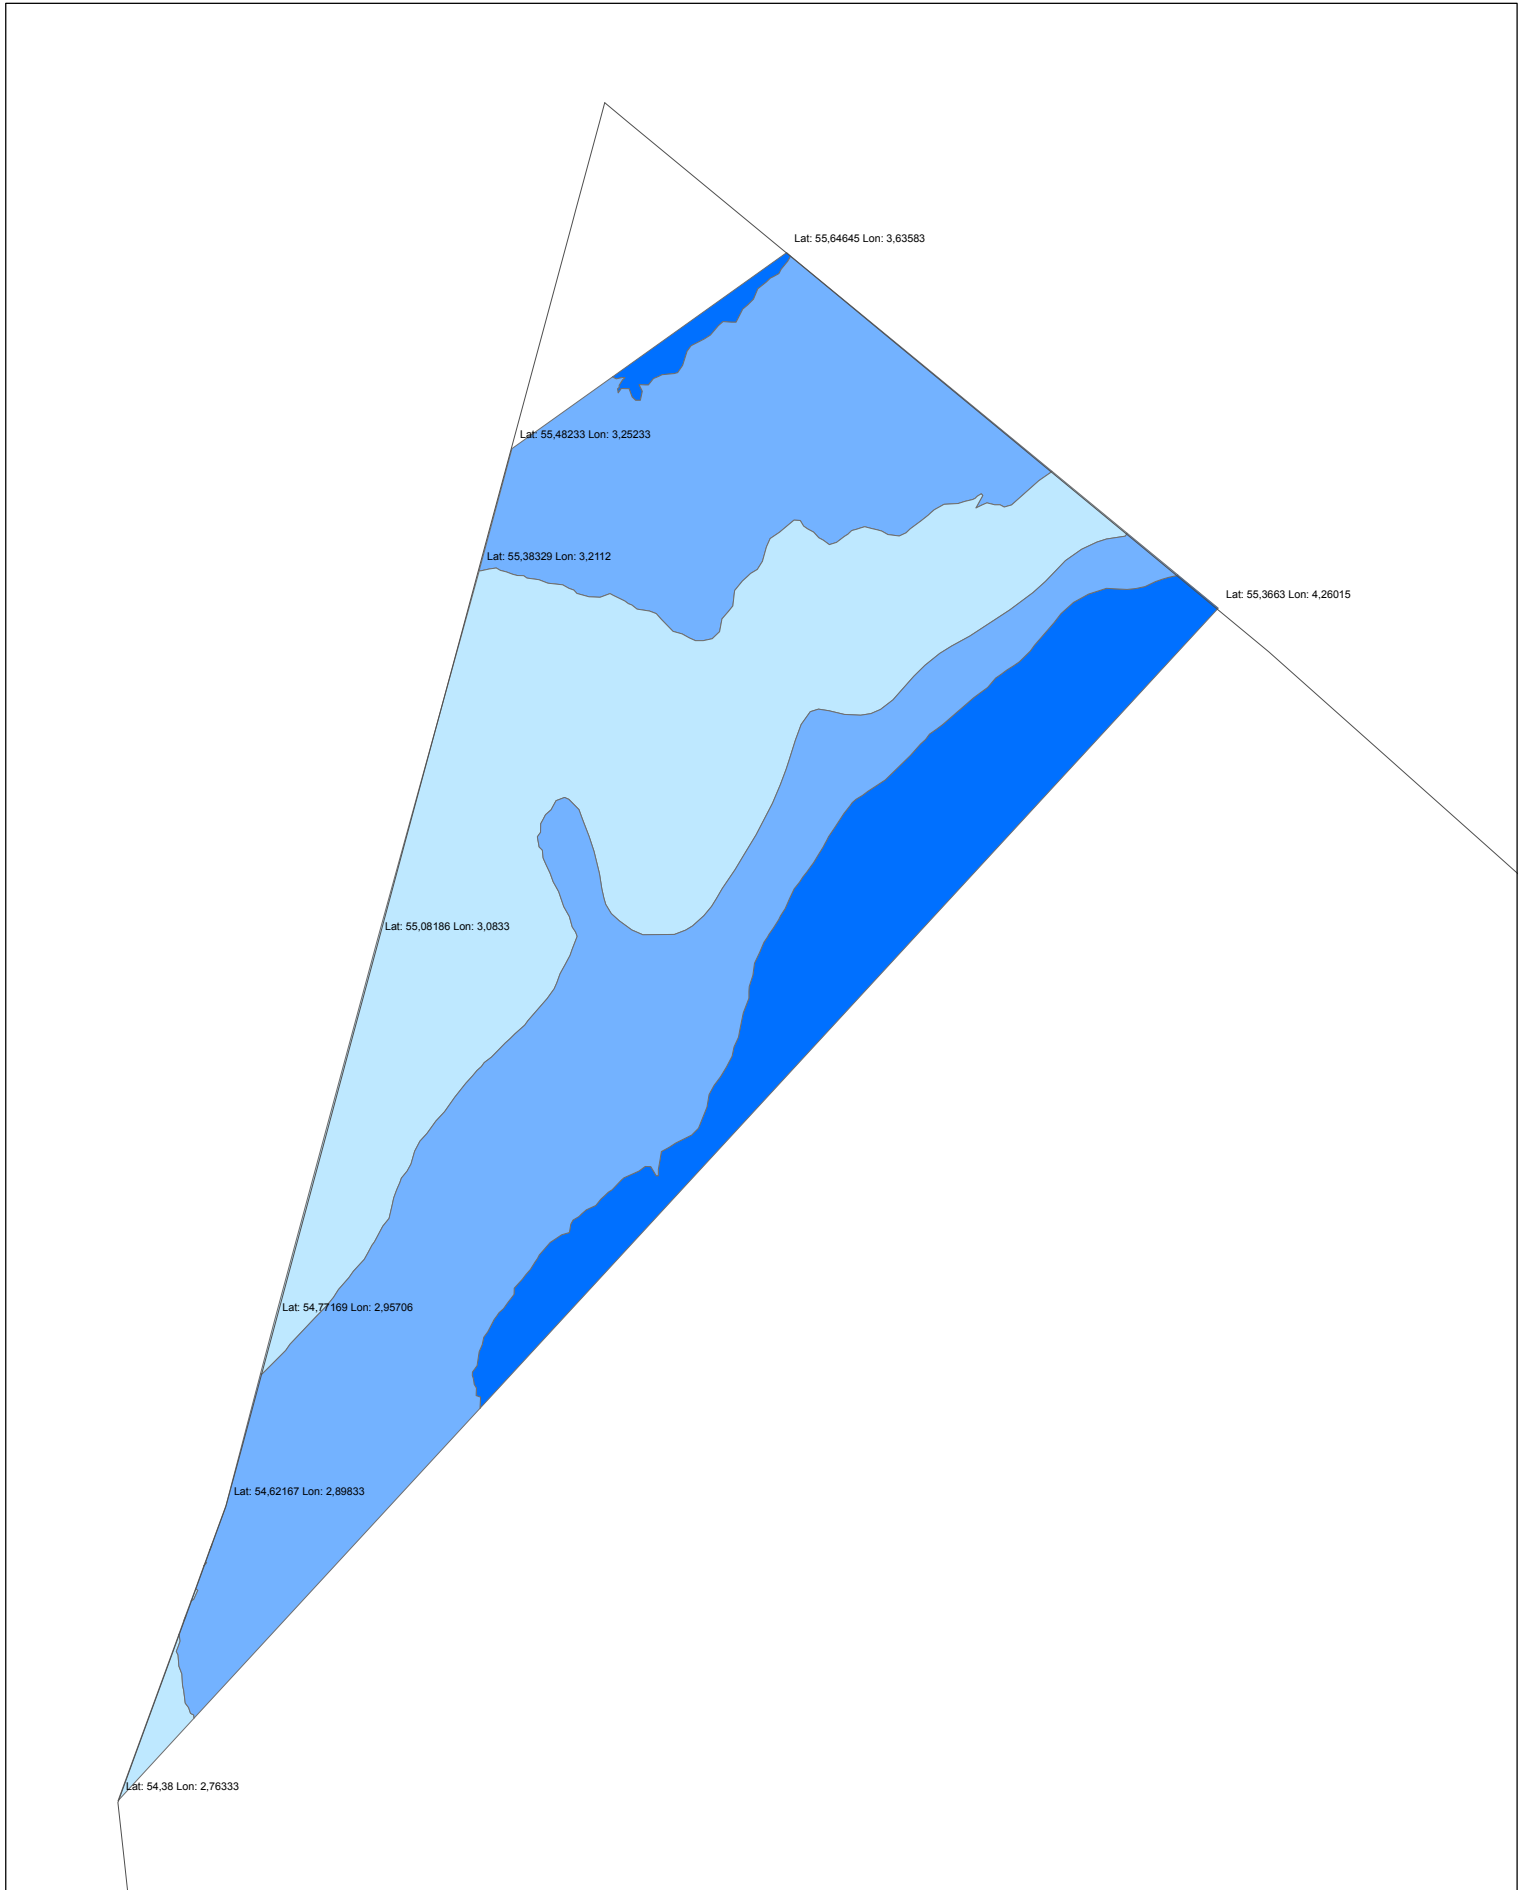 Lat: 55,64645 Lon: 3,63583
Lat: 55,48233 Lon: 3,25233
Lat: 55,38329 Lon: 3,2112
Lat: 55,3663 Lon: 4,26015
Lat: 55,08186 Lon: 3,0833
Lat: 54,77169 Lon: 2,95706
Lat: 54,62167 Lon: 2,89833
Lat: 54,38 Lon: 2,76333